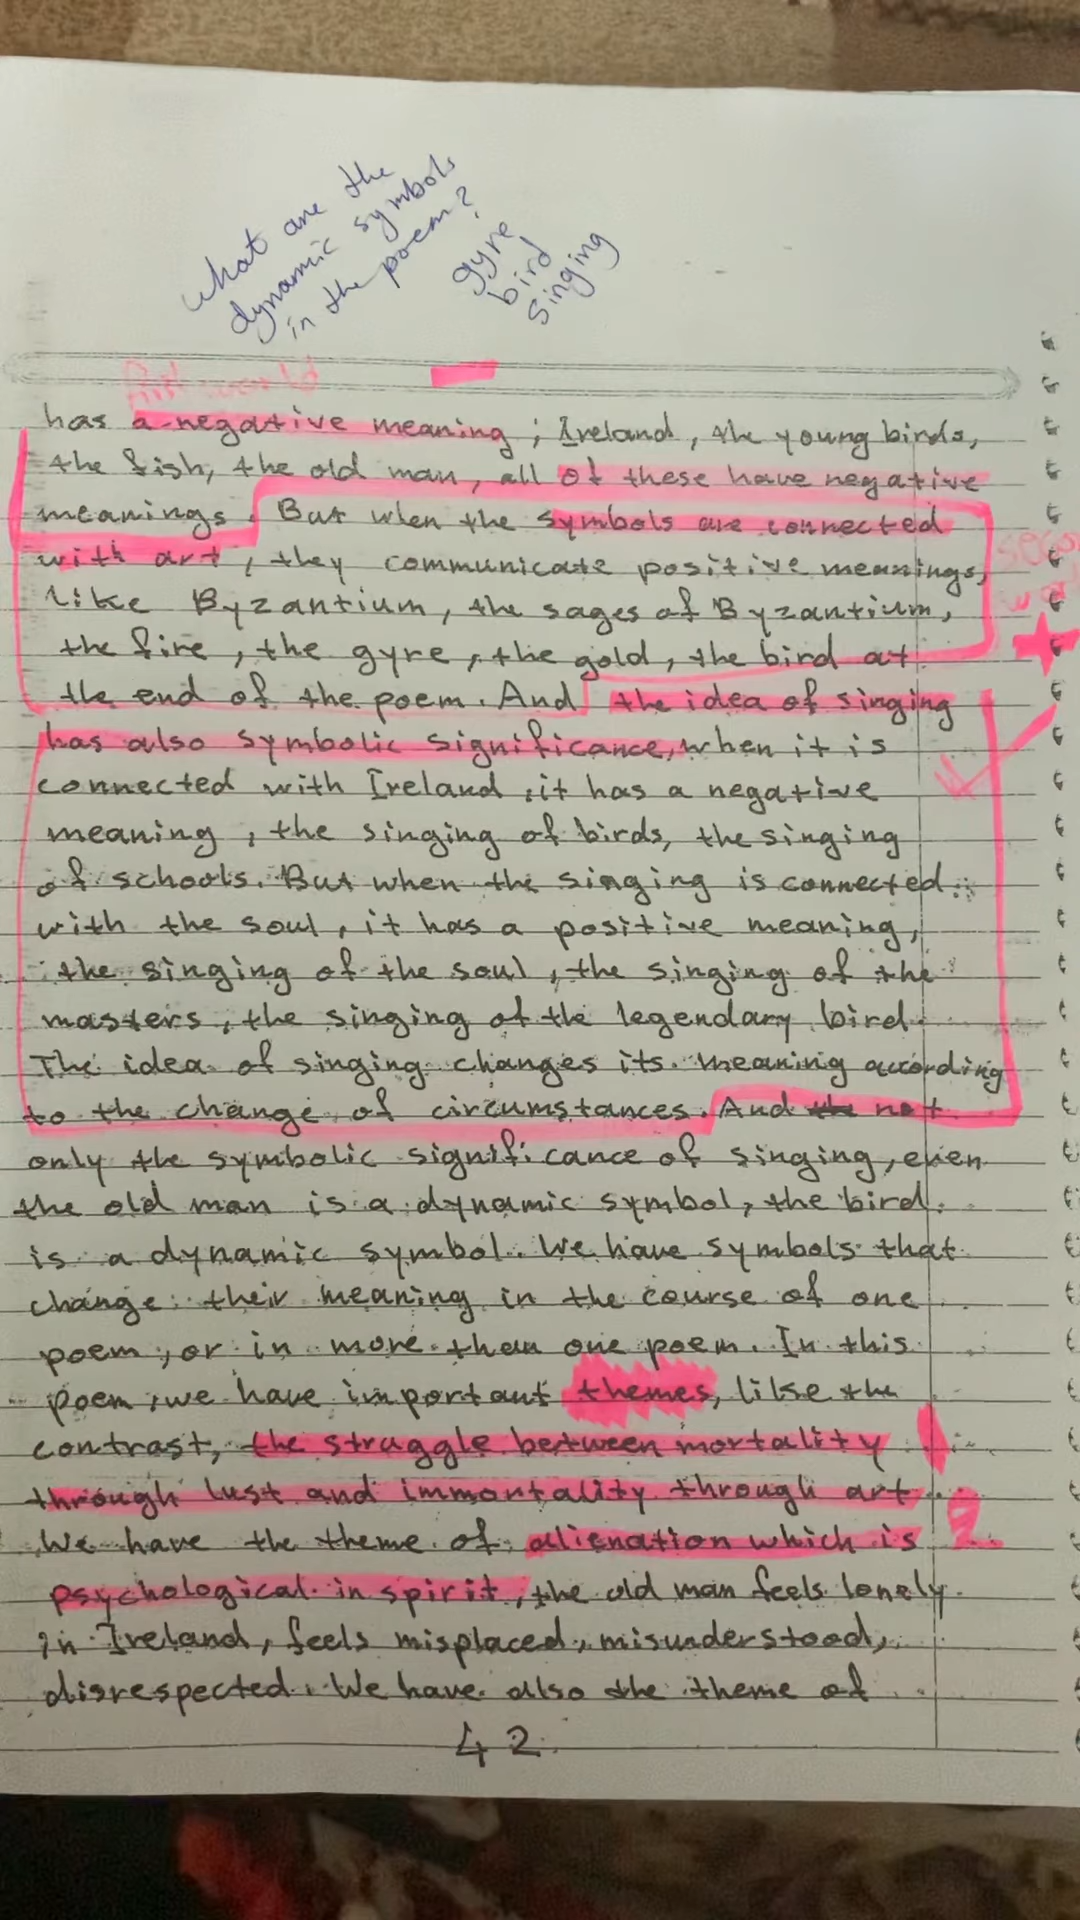 what are the
dynamic symbols
in the poem?
gyre
bird
singing
first world
has a negative meaning ; Ireland, the young birds,
the fish, the old man, all of these have negative
meanings. But when the symbols are connected
with art, they communicate positive meanings,
like Byzantium, the sages of Byzantium,
the fire, the gyre, the gold, the bird at
the end of the poem. And the idea of singing
has also symbolic significance, when it is
connected with Ireland, it has a negative
meaning, the singing of birds, the singing
of schools. But when the singing is connected
with the soul, it has a positive meaning,
the singing of the soul, the singing of the
masters, the singing of the legendary bird.
The idea of singing changes its meaning according
to the change of circumstances. And the not
only the symbolic significance of singing, even
the old man is a dynamic symbol, the bird
is a dynamic symbol. We have symbols that
change their meaning in the course of one
poem, or in more than one poem. In this
poem, we have important themes, like the
contrast, the struggle between mortality
through lust and immortality through art
We have the theme of alienation which is
psychological in spirit, the old man feels lonely
in Ireland, feels misplaced, misunderstood,
disrespected. We have also the theme of
42